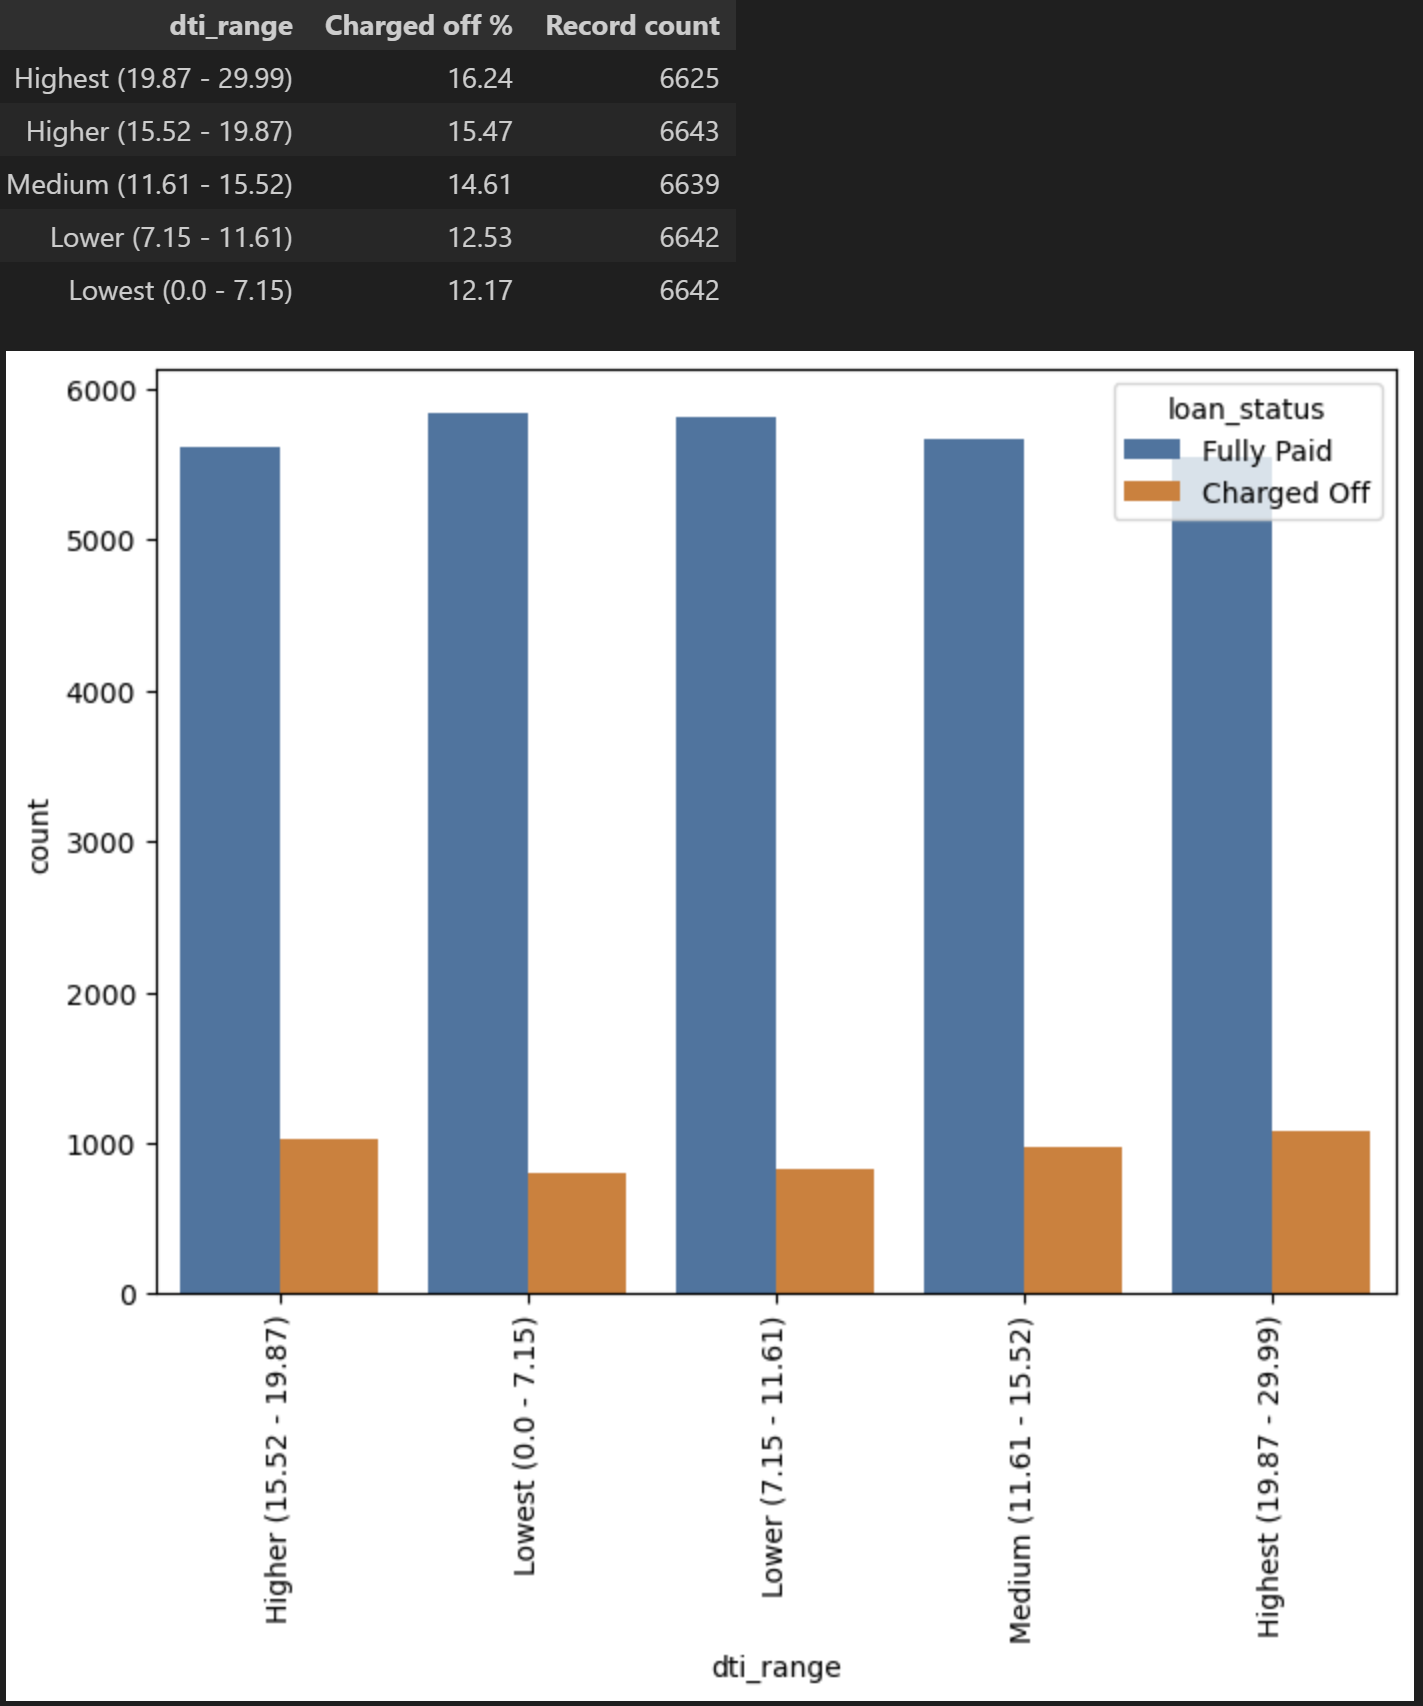 dti_range Charged off % Record count
Highest (19.87 - 29.99) 16.24 6625
Higher (15.52 - 19.87) 15.47 6643
Medium (11.61 - 15.52) 14.61 6639
Lower (7.15 - 11.61) 12.53 6642
Lowest (0.0 - 7.15) 12.17 6642
loan_status
Fully Paid
Charged Off
6000
5000
4000
3000
2000
1000
0
count
Higher (15.52 - 19.87)
Lowest (0.0 - 7.15)
Lower (7.15 - 11.61)
Medium (11.61 - 15.52)
Highest (19.87 - 29.99)
dti_range